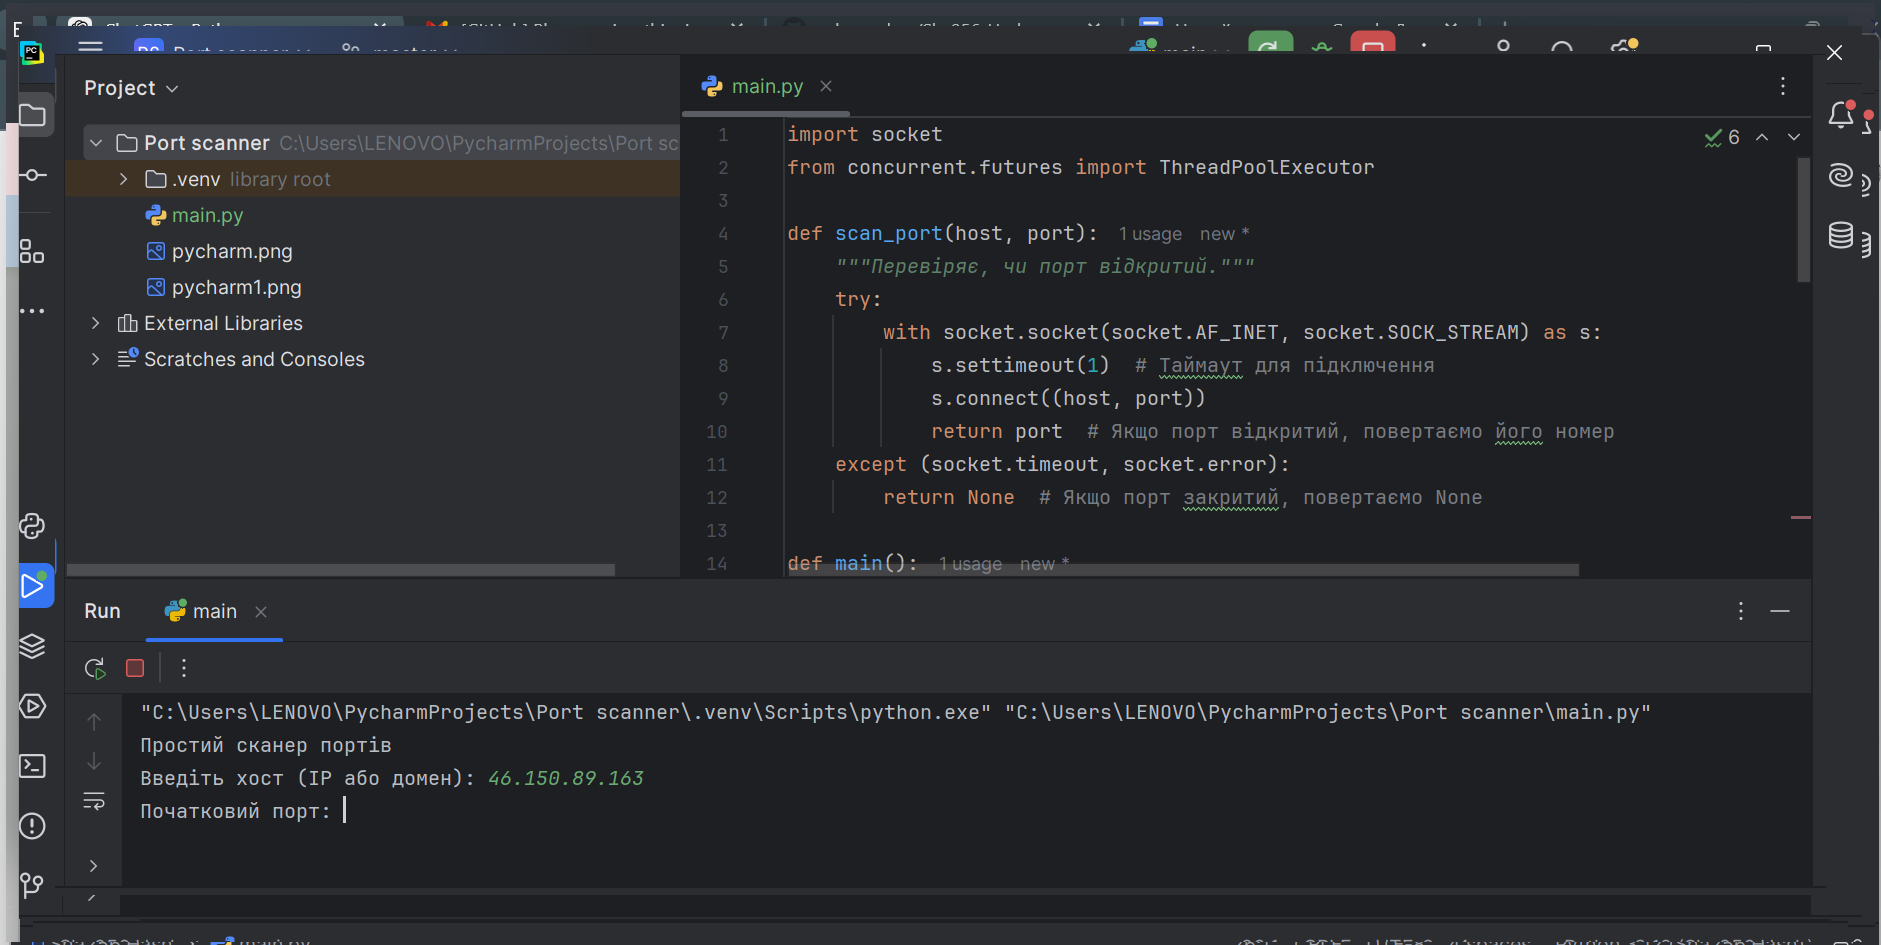 Project
main.py
Port scanner C:\Users\LENOVO\PycharmProjects\Port sc
.venv library root
main.py
pycharm.png
pycharm1.png
External Libraries
Scratches and Consoles
6
1 import socket
2 from concurrent.futures import ThreadPoolExecutor
3
4 def scan_port(host, port): 1 usage new *
5 """Перевіряє, чи порт відкритий."""
6 try:
7 with socket.socket(socket.AF_INET, socket.SOCK_STREAM) as s:
8 s.settimeout(1) # Таймаут для підключення
9 s.connect((host, port))
10 return port # Якщо порт відкритий, повертаємо його номер
11 except (socket.timeout, socket.error):
12 return None # Якщо порт закритий, повертаємо None
13
14 def main(): 1 usage new *
Run main
"C:\Users\LENOVO\PycharmProjects\Port scanner\.venv\Scripts\python.exe" "C:\Users\LENOVO\PycharmProjects\Port scanner\main.py"
Простий сканер портів
Введіть хост (IP або домен): 46.150.89.163
Початковий порт: